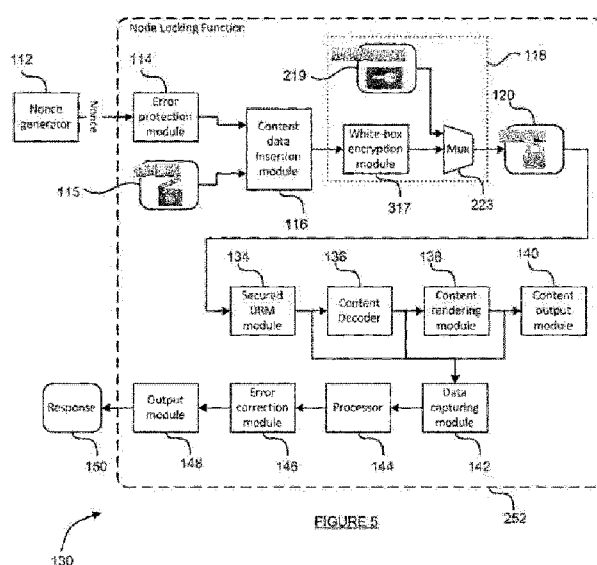 Node Locking Function
112
114
219
118
120
Nonce generator
Nonce
Error protection module
Content data insertion module
White-box encryption module
Mux
115
116
317
223
134
136
138
140
Secured DRM module
Content Decoder
Content rendering module
Content output module
Response
Output module
Error correction module
Processor
Data capturing module
150
148
146
144
142
FIGURE 5
252
130